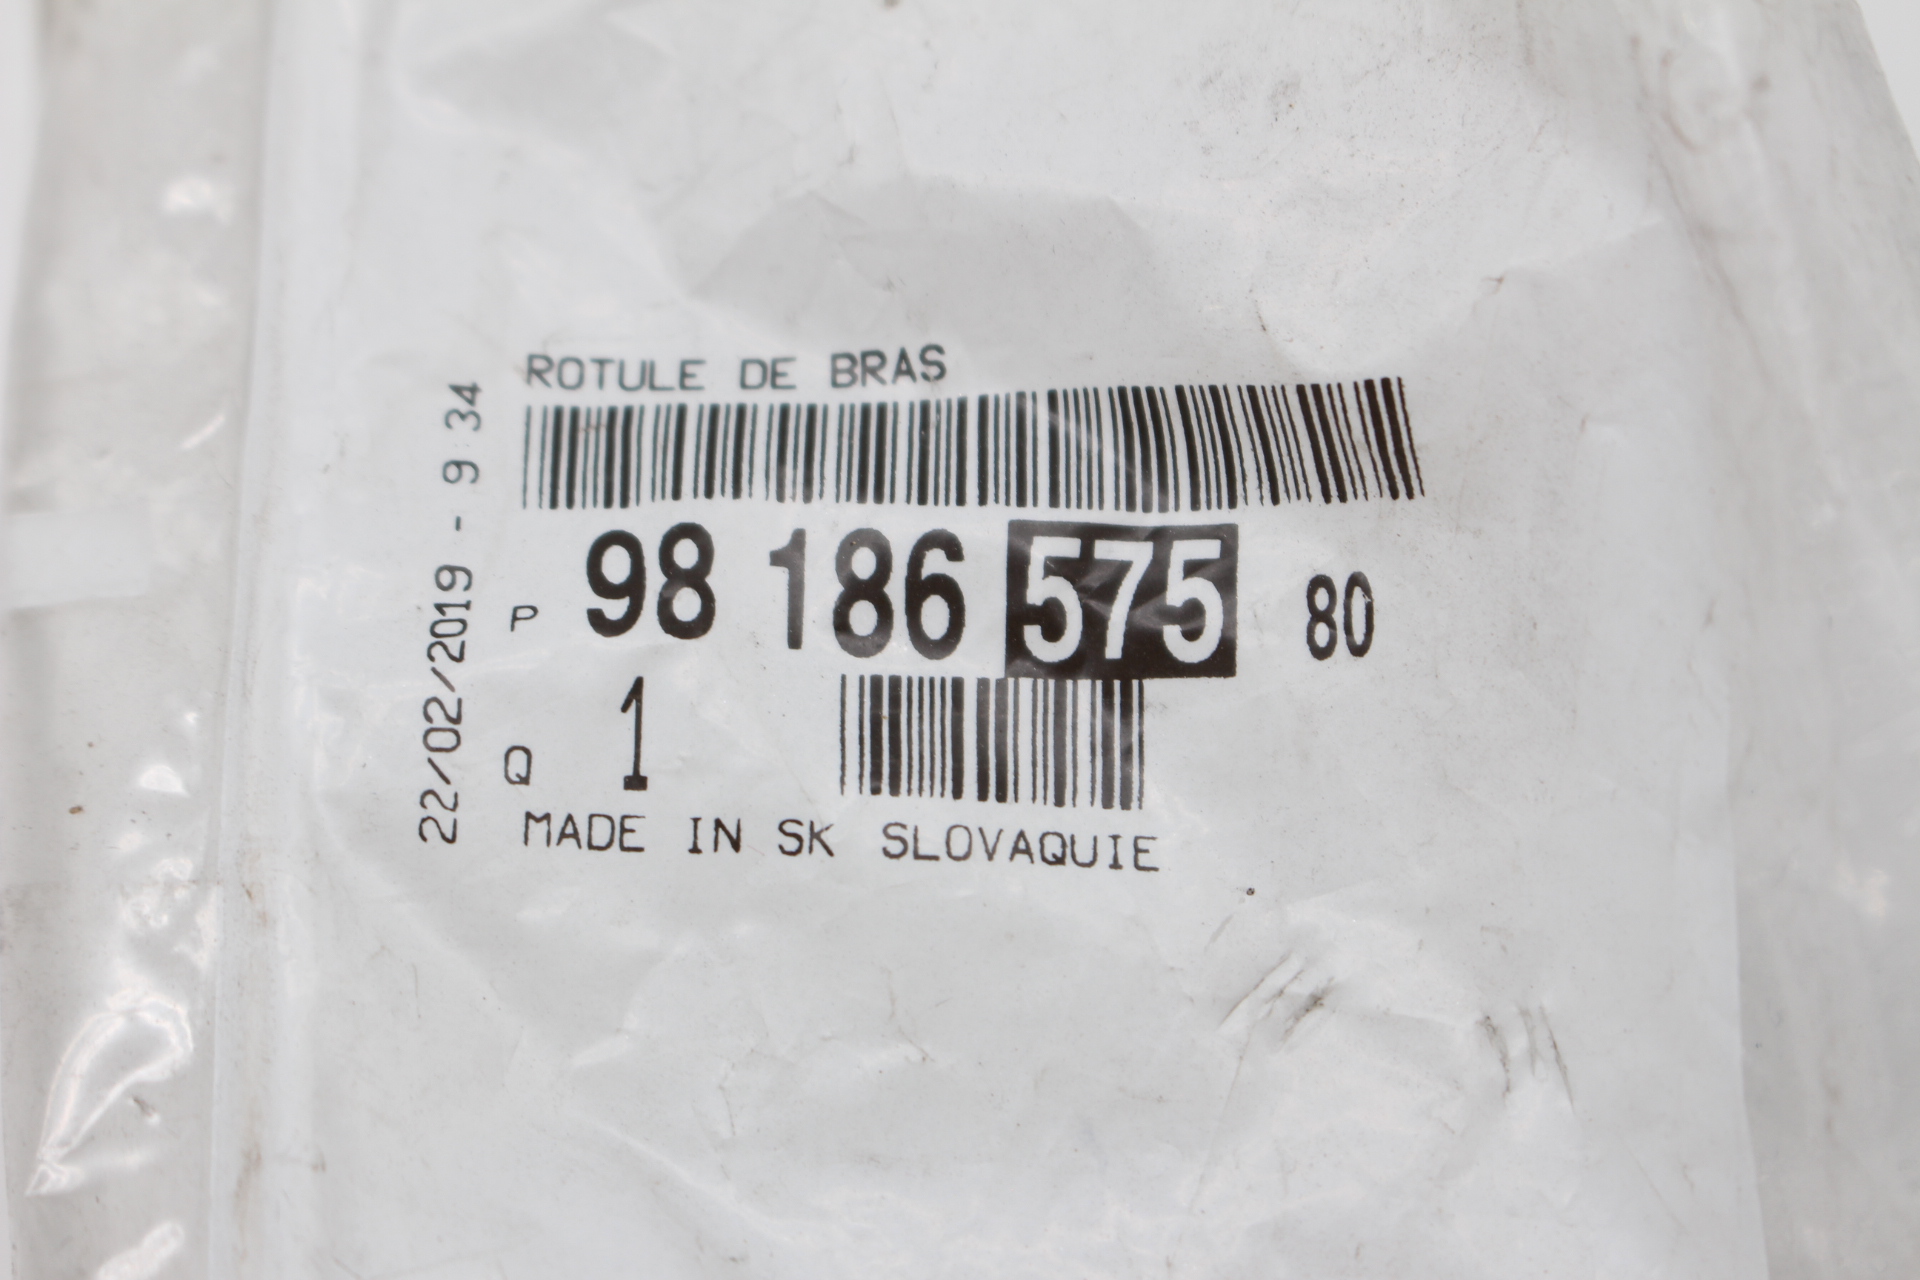 ROTULE DE BRAS
P 98 186 575 80
Q 1
MADE IN SK SLOVAQUIE
22/02/2019 - 9:34